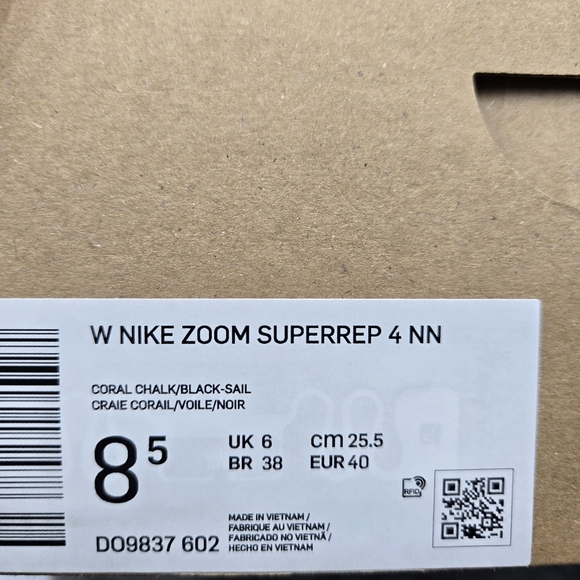 W NIKE ZOOM SUPERREP 4 NN
CORAL CHALK/BLACK-SAIL
CRAIE CORAIL/VOILE/NOIR
8 5
UK 6 CM 25.5
BR 38 EUR 40
RFID
MADE IN VIETNAM /
FABRIQUE AU VIETNAM /
FABRICADO NO VIETNÃ /
HECHO EN VIETNAM
DO9837 602